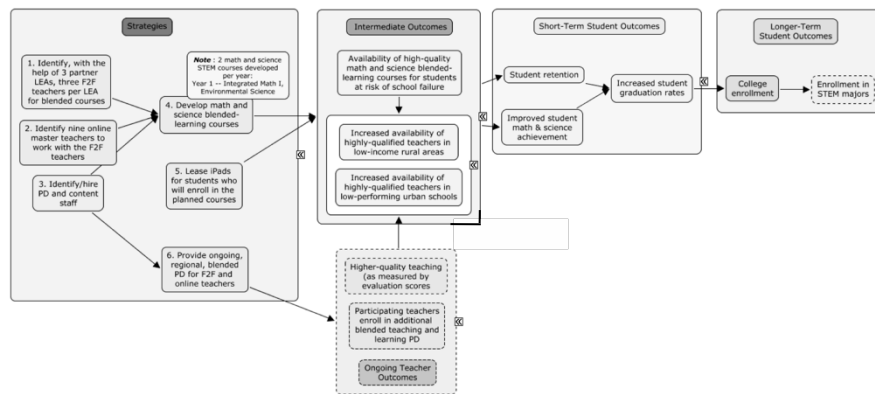 Strategies
1. Identify, with the
help of 3 partner
LEAs, three F2F
teachers per LEA
for blended courses
Note : 2 math and science
STEM courses developed
per year:
Year 1 -- Integrated Math I,
Environmental Science
4. Develop math and
science blended-
learning courses
2. Identify nine online
master teachers to
work with the F2F
teachers
3. Identify/hire
PD and content
staff
5. Lease iPads
for students who
will enroll in the
planned courses
6. Provide ongoing,
regional, blended
PD for F2F and
online teachers
Intermediate Outcomes
Availability of high-quality
math and science blended-
learning courses for students
at risk of school failure
Increased availability of
highly-qualified teachers in
low-income rural areas
Increased availability of
highly-qualified teachers in
low-performing urban schools
Higher-quality teaching
(as measured by
evaluation scores
Participating teachers
enroll in additional
blended teaching and
learning PD
Ongoing Teacher
Outcomes
Short-Term Student Outcomes
Student retention
Improved student
math & science
achievement
Increased student
graduation rates
Longer-Term
Student Outcomes
College
enrollment
Enrollment in
STEM majors